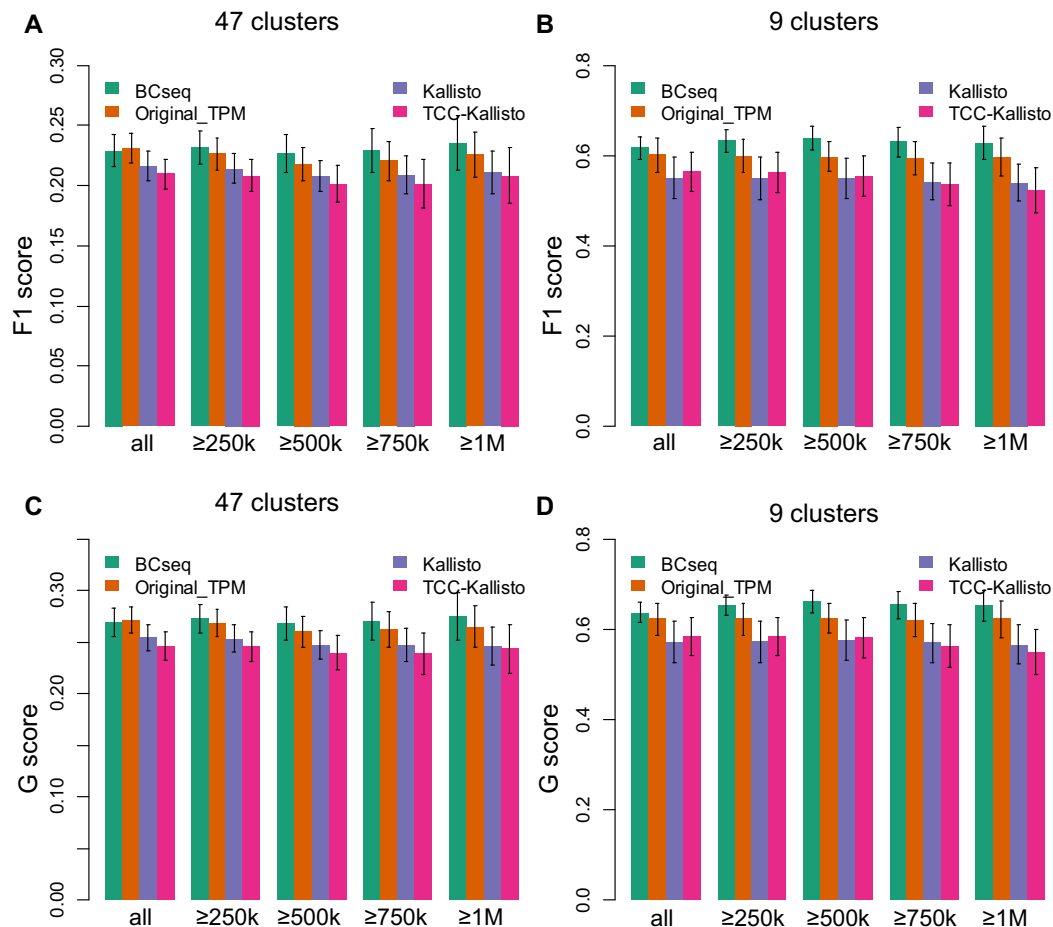 A
47 clusters
F1 score
0.00 0.05 0.10 0.15 0.20 0.25 0.30
BCseq Kallisto
Original_TPM TCC-Kallisto
all ≥250k ≥500k ≥750k ≥1M
B
9 clusters
F1 score
0.0 0.2 0.4 0.6 0.8
BCseq Kallisto
Original_TPM TCC-Kallisto
all ≥250k ≥500k ≥750k ≥1M
C
47 clusters
G score
0.00 0.10 0.20 0.30
BCseq Kallisto
Original_TPM TCC-Kallisto
all ≥250k ≥500k ≥750k ≥1M
D
9 clusters
G score
0.0 0.2 0.4 0.6 0.8
BCseq Kallisto
Original_TPM TCC-Kallisto
all ≥250k ≥500k ≥750k ≥1M